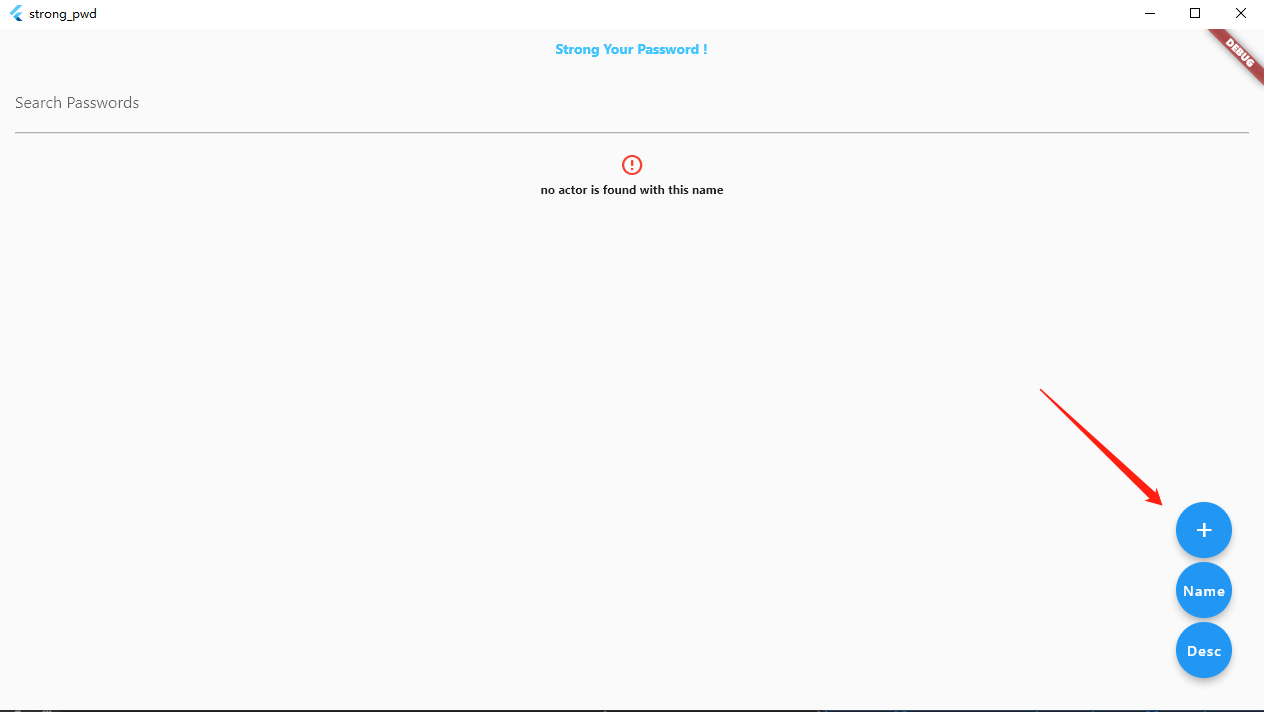 strong_pwd
Strong Your Password !
DEBUG
Search Passwords
no actor is found with this name
Name
Desc